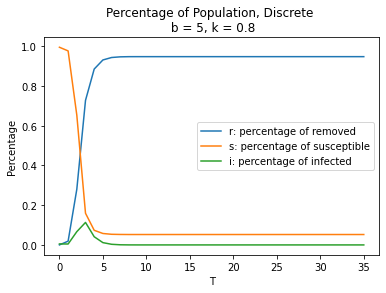 Percentage of Population, Discrete
b = 5, k = 0.8
Percentage
1.0
0.8
0.6
0.4
0.2
0.0
r: percentage of removed
s: percentage of susceptible
i: percentage of infected
0 5 10 15 20 25 30 35
T